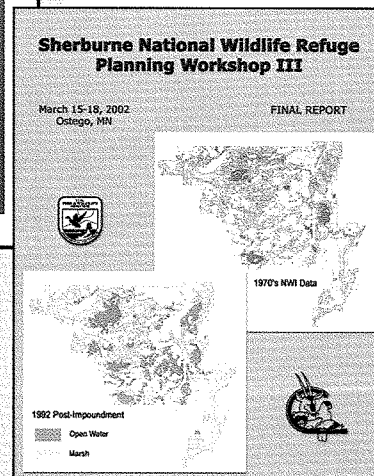 Sherburne National Wildlife Refuge
Planning Workshop III
March 15-18, 2002
Ostego, MN
FINAL REPORT
1970's NWI Data
1992 Post-Impoundment
Open Water
Marsh